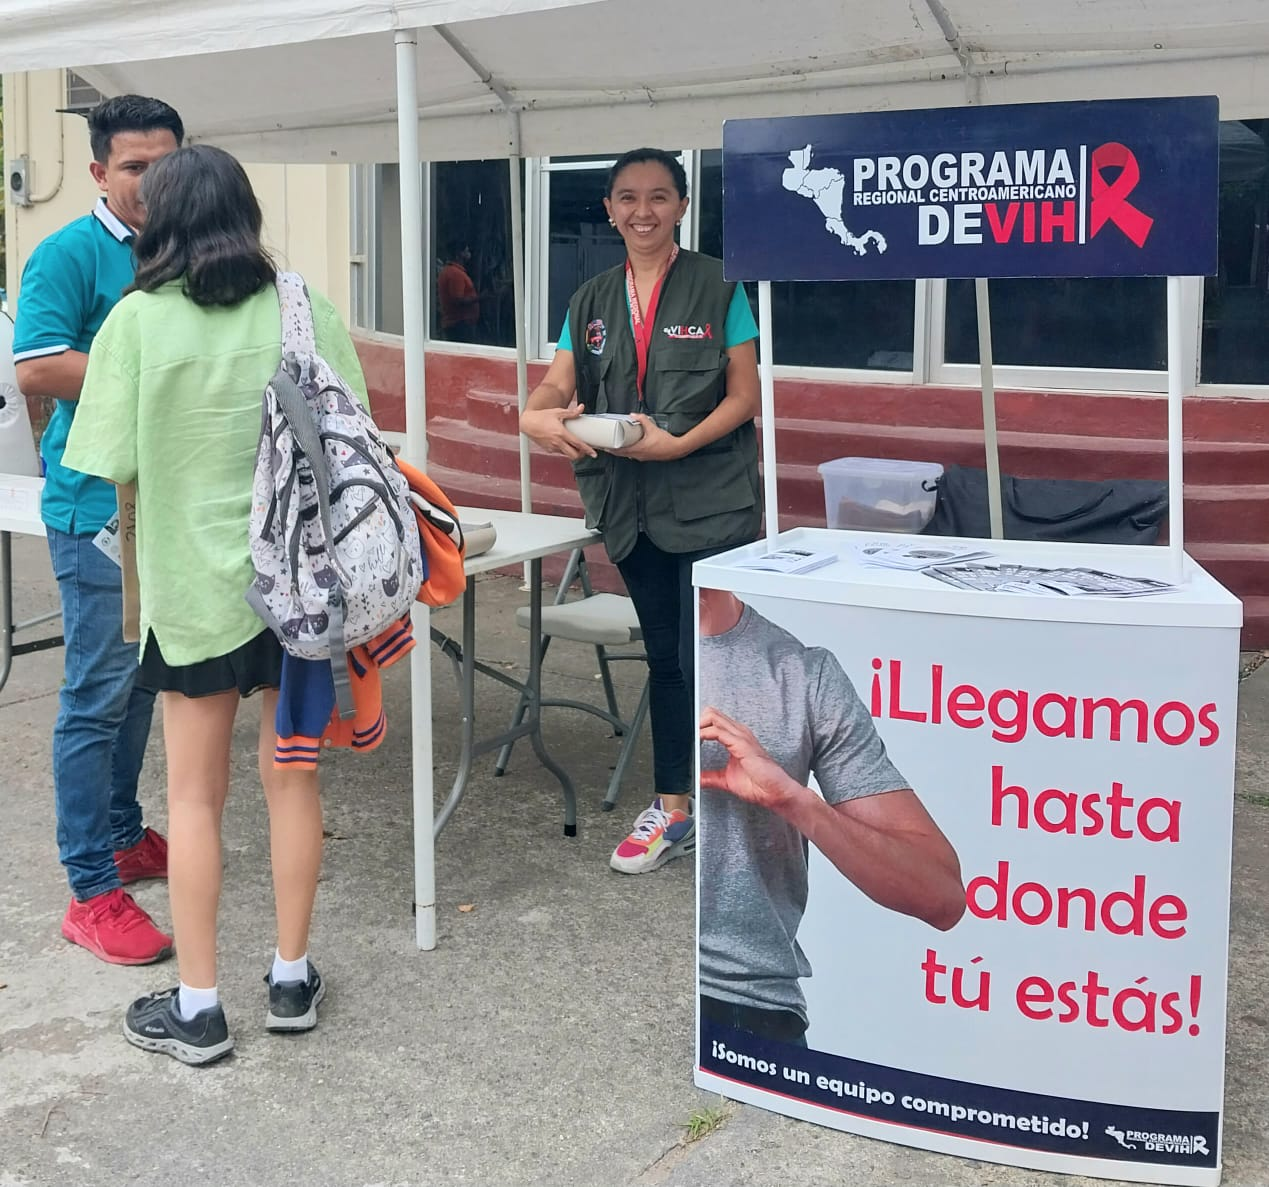 PROGRAMA
REGIONAL CENTROAMERICANO
DEVIH
VIHCA
¡Llegamos
hasta
donde
tú estás!
¡Somos un equipo comprometido!
PROGRAMA
DEVIH